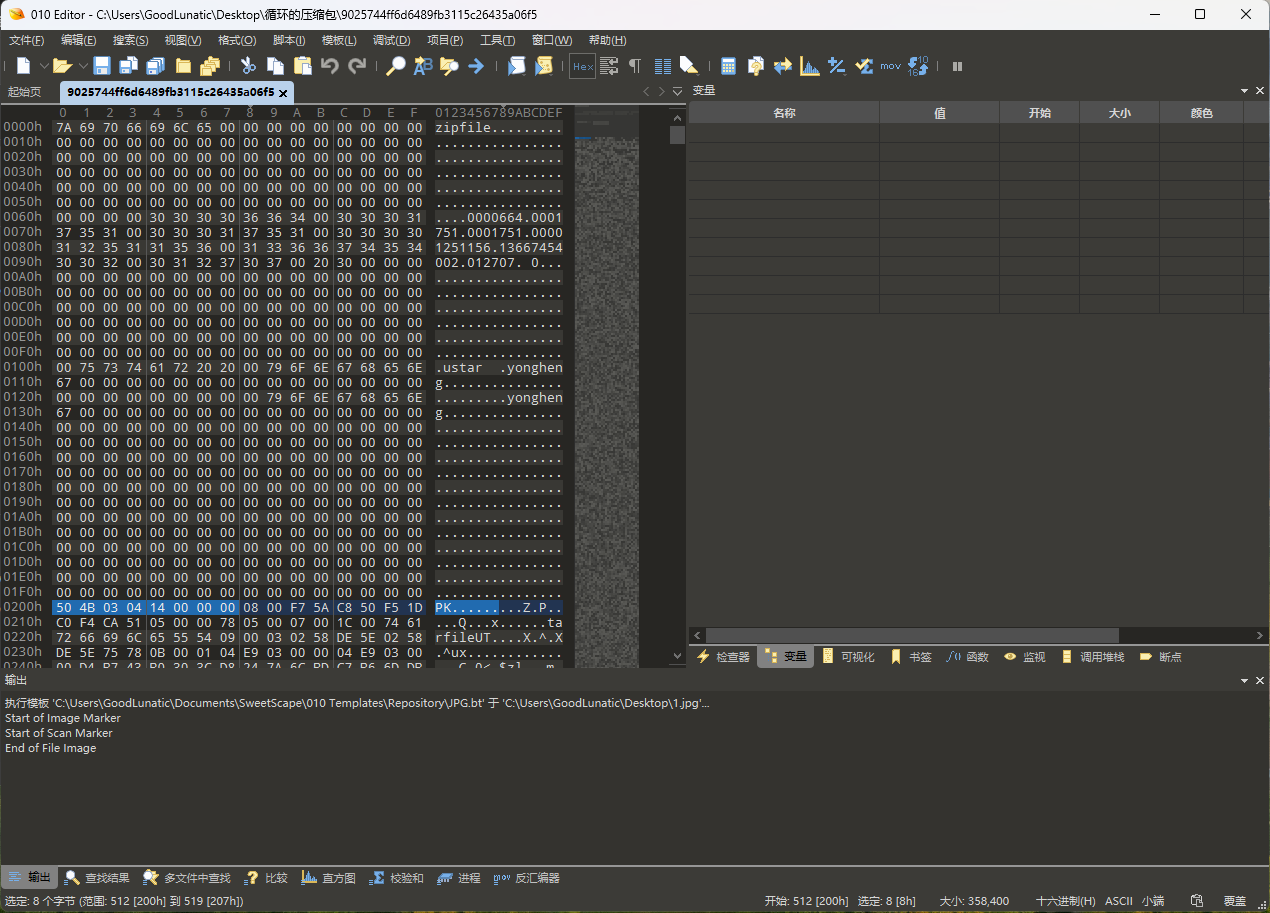 010 Editor - C:\Users\GoodLunatic\Desktop\循环的压缩包\9025744ff6d6489fb3115c26435a06f5
文件(F) 编辑(E) 搜索(S) 视图(V) 格式(O) 脚本(I) 模板(L) 调试(D) 项目(P) 工具(T) 窗口(W) 帮助(H)
Hex mov
起始页 9025744ff6d6489fb3115c26435a06f5
变量
名称 值 开始 大小 颜色
0 1 2 3 4 5 6 7 8 9 A B C D E F 0123456789ABCDEF
0000h 7A 69 70 66 69 6C 65 00 00 00 00 00 00 00 00 00 zipfile.........
0010h 00 00 00 00 00 00 00 00 00 00 00 00 00 00 00 00 ................
0020h 00 00 00 00 00 00 00 00 00 00 00 00 00 00 00 00 ................
0030h 00 00 00 00 00 00 00 00 00 00 00 00 00 00 00 00 ................
0040h 00 00 00 00 00 00 00 00 00 00 00 00 00 00 00 00 ................
0050h 00 00 00 00 00 00 00 00 00 00 00 00 00 00 00 00 ................
0060h 00 00 00 00 30 30 30 30 36 36 34 00 30 30 30 31 ....0000664.0001
0070h 37 35 31 00 30 30 30 31 37 35 31 00 30 30 30 30 751.0001751.0000
0080h 31 32 35 31 31 35 36 00 31 33 36 36 37 34 35 34 1251156.13667454
0090h 30 30 32 00 30 31 32 37 30 37 00 20 30 00 00 00 002.012707. 0...
00A0h 00 00 00 00 00 00 00 00 00 00 00 00 00 00 00 00 ................
00B0h 00 00 00 00 00 00 00 00 00 00 00 00 00 00 00 00 ................
00C0h 00 00 00 00 00 00 00 00 00 00 00 00 00 00 00 00 ................
00D0h 00 00 00 00 00 00 00 00 00 00 00 00 00 00 00 00 ................
00E0h 00 00 00 00 00 00 00 00 00 00 00 00 00 00 00 00 ................
00F0h 00 00 00 00 00 00 00 00 00 00 00 00 00 00 00 00 ................
0100h 00 75 73 74 61 72 20 20 00 79 6F 6E 67 68 65 6E .ustar  .yonghen
0110h 67 00 00 00 00 00 00 00 00 00 00 00 00 00 00 00 g...............
0120h 00 00 00 00 00 00 00 00 00 79 6F 6E 67 68 65 6E .........yonghen
0130h 67 00 00 00 00 00 00 00 00 00 00 00 00 00 00 00 g...............
0140h 00 00 00 00 00 00 00 00 00 00 00 00 00 00 00 00 ................
0150h 00 00 00 00 00 00 00 00 00 00 00 00 00 00 00 00 ................
0160h 00 00 00 00 00 00 00 00 00 00 00 00 00 00 00 00 ................
0170h 00 00 00 00 00 00 00 00 00 00 00 00 00 00 00 00 ................
0180h 00 00 00 00 00 00 00 00 00 00 00 00 00 00 00 00 ................
0190h 00 00 00 00 00 00 00 00 00 00 00 00 00 00 00 00 ................
01A0h 00 00 00 00 00 00 00 00 00 00 00 00 00 00 00 00 ................
01B0h 00 00 00 00 00 00 00 00 00 00 00 00 00 00 00 00 ................
01C0h 00 00 00 00 00 00 00 00 00 00 00 00 00 00 00 00 ................
01D0h 00 00 00 00 00 00 00 00 00 00 00 00 00 00 00 00 ................
01E0h 00 00 00 00 00 00 00 00 00 00 00 00 00 00 00 00 ................
01F0h 00 00 00 00 00 00 00 00 00 00 00 00 00 00 00 00 ................
0200h 50 4B 03 04 14 00 00 00 08 00 F7 5A C8 50 F5 1D PK.........Z.P..
0210h C0 F4 CA 51 05 00 00 78 05 00 07 00 1C 00 74 61 ...Q...x......ta
0220h 72 66 69 6C 65 55 54 09 00 03 02 58 DE 5E 02 58 rfileUT....X.^.X
0230h DE 5E 75 78 0B 00 01 04 E9 03 00 00 04 E9 03 00 .^ux............
检查器 变量 可视化 书签 函数 监视 调用堆栈 断点
输出
执行模板 'C:\Users\GoodLunatic\Documents\SweetScape\010 Templates\Repository\JPG.bt' 于 'C:\Users\GoodLunatic\Desktop\1.jpg'...
Start of Image Marker
Start of Scan Marker
End of File Image
输出 查找结果 多文件中查找 比较 直方图 校验和 进程 反汇编器
选定: 8 个字节 (范围: 512 [200h] 到 519 [207h]) 开始: 512 [200h] 选定: 8 [8h] 大小: 358,400 十六进制(H) ASCII 小端 覆盖